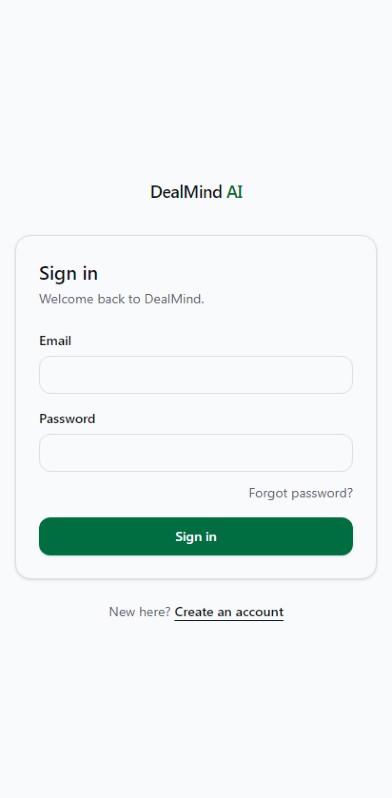 DealMind AI
Sign in
Welcome back to DealMind.
Email
Password
Forgot password?
Sign in
New here? Create an account